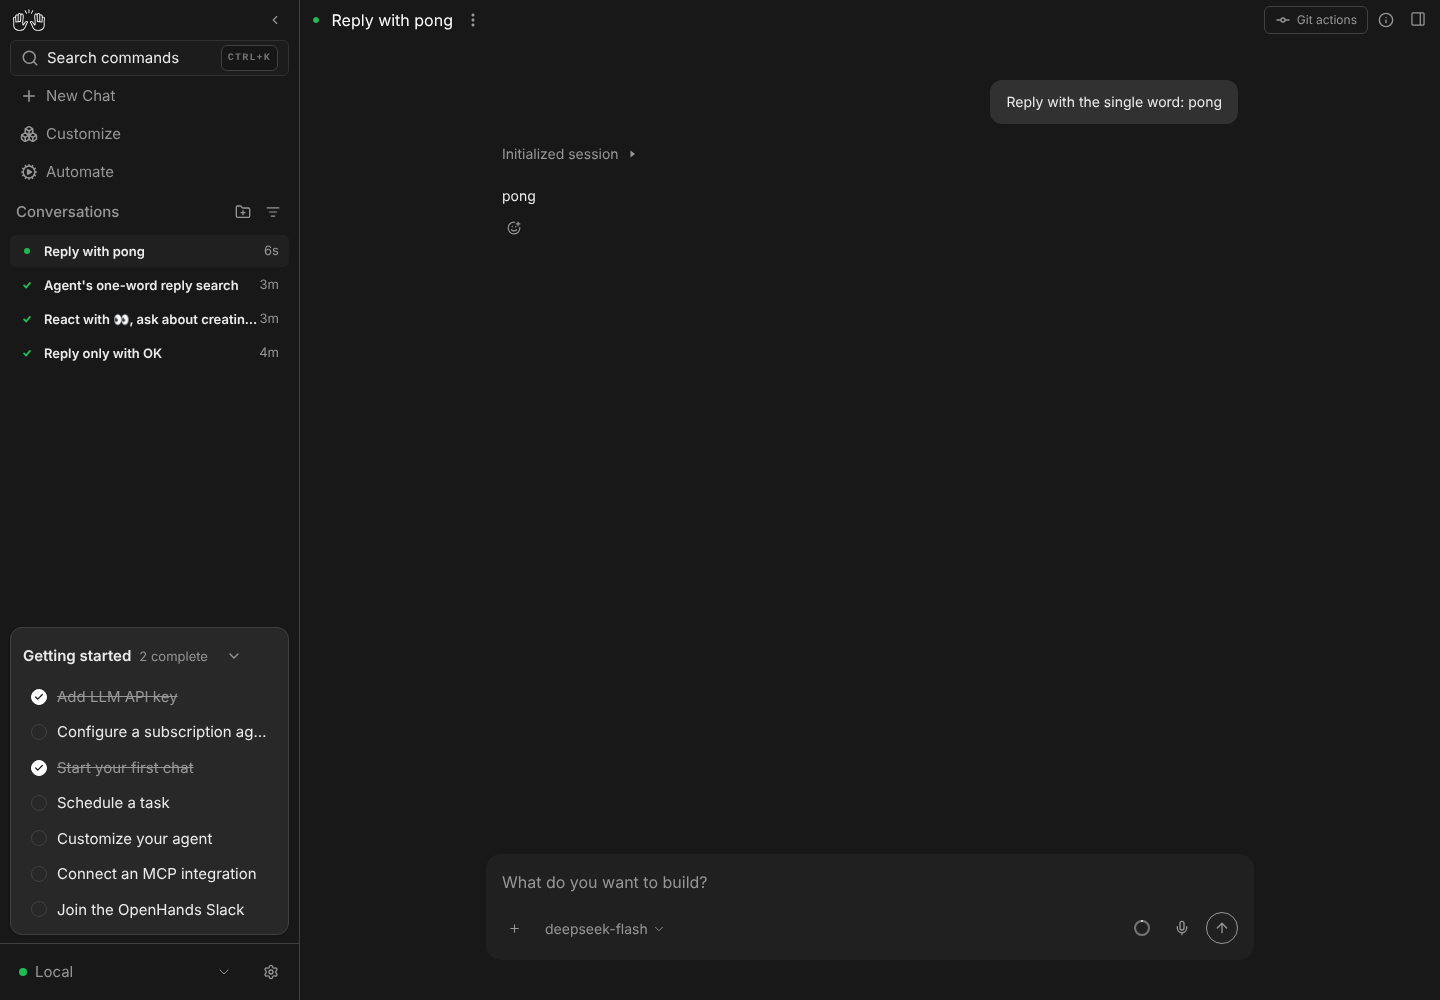 Search commands CTRL+K
New Chat
Customize
Automate
Conversations
Reply with pong 6s
Agent's one-word reply search 3m
React with 👀, ask about creatin... 3m
Reply only with OK 4m
Getting started 2 complete
Add LLM API key
Configure a subscription ag...
Start your first chat
Schedule a task
Customize your agent
Connect an MCP integration
Join the OpenHands Slack
Local
Reply with pong
Git actions
Reply with the single word: pong
Initialized session
pong
What do you want to build?
deepseek-flash